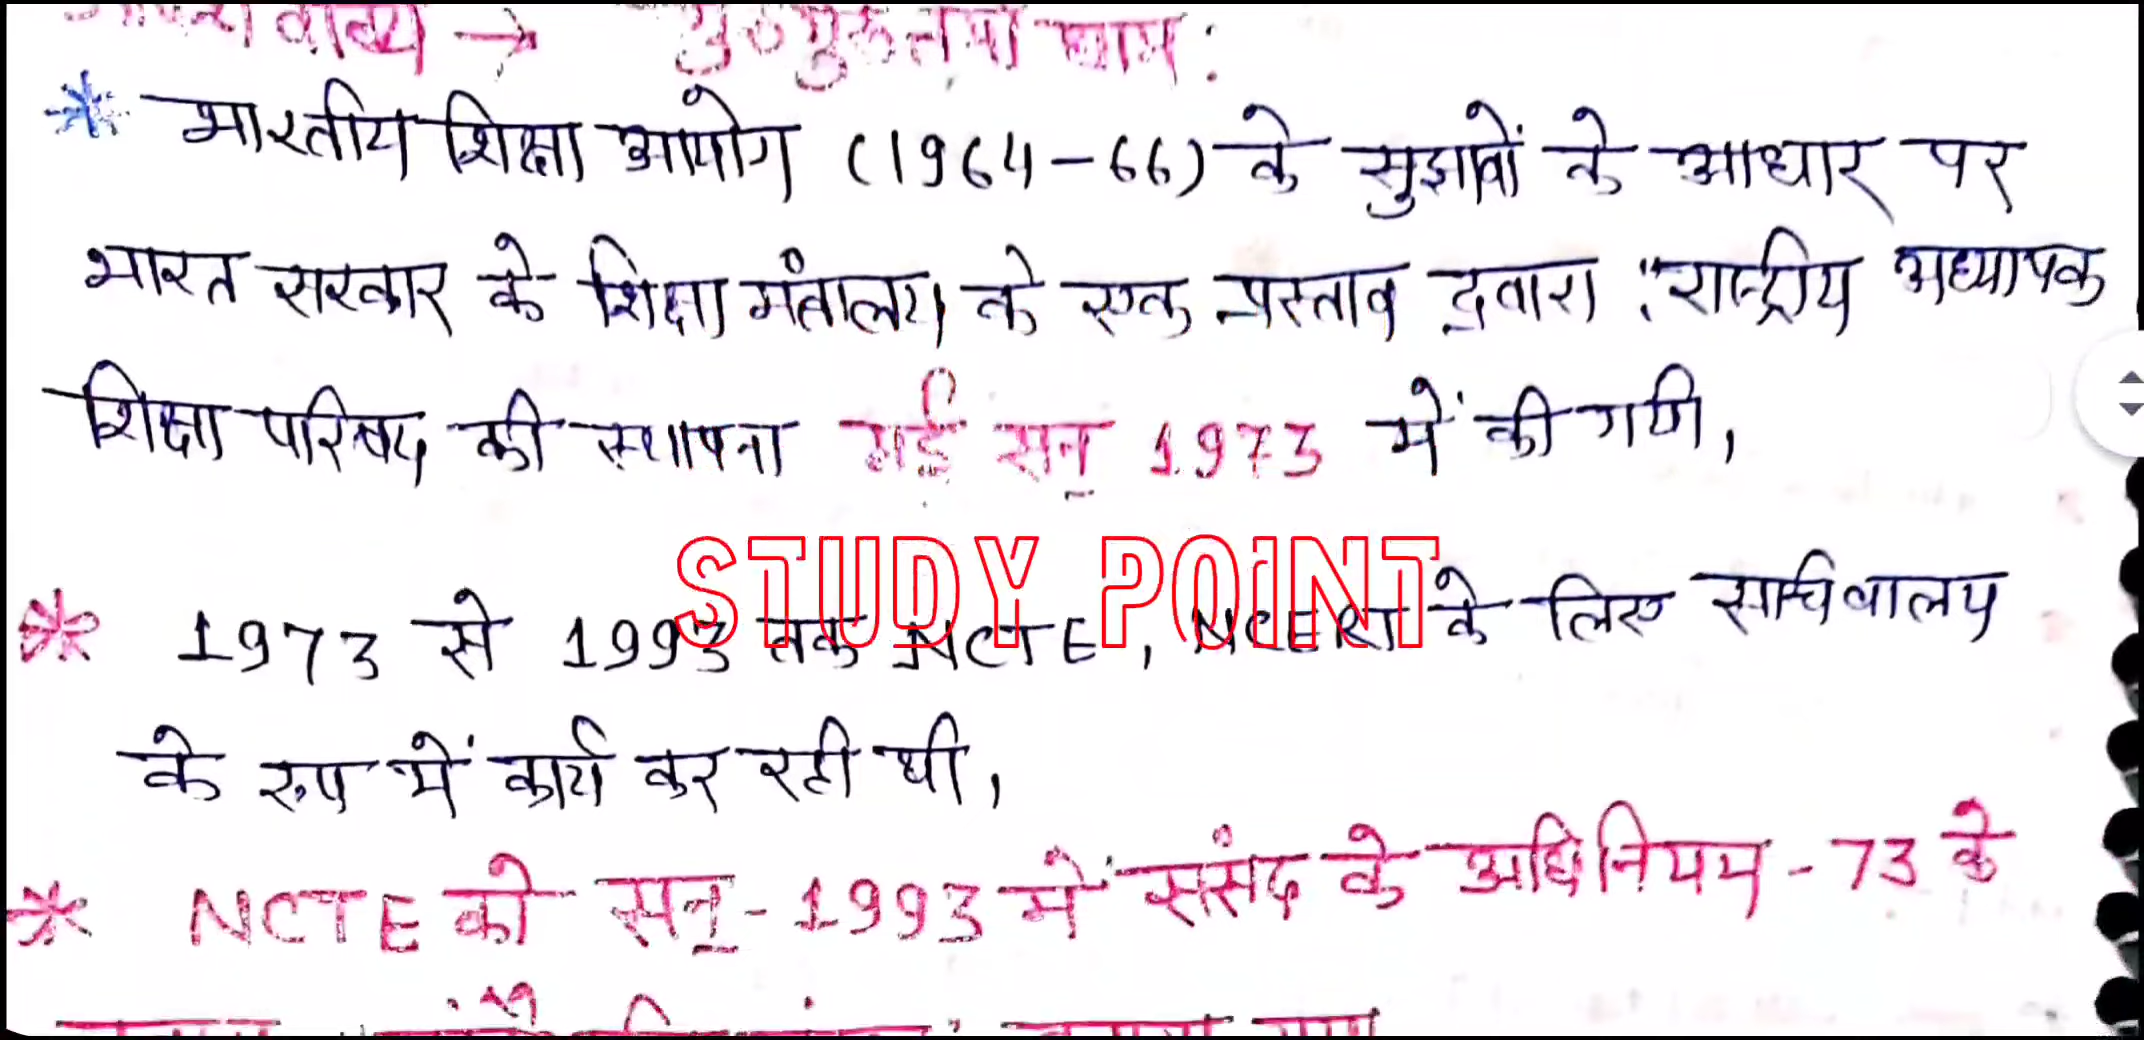 वाक्य → गुरु गुरुतमो धाम:
* भारतीय शिक्षा आयोग (1964-66) के सुझावों के आधार पर
भारत सरकार के शिक्षा मंत्रालय के एक प्रस्ताव द्वारा "राष्ट्रीय अध्यापक
शिक्षा परिषद की स्थापना मई सन् 1973 में की गयी,
STUDY POINT
* 1973 से 1993 तक NCTE, NCERT के लिए सचिवालय
के रुप में कार्य कर रही थी,
* NCTE को सन्-1993 में संसद के अधिनियम-73 के